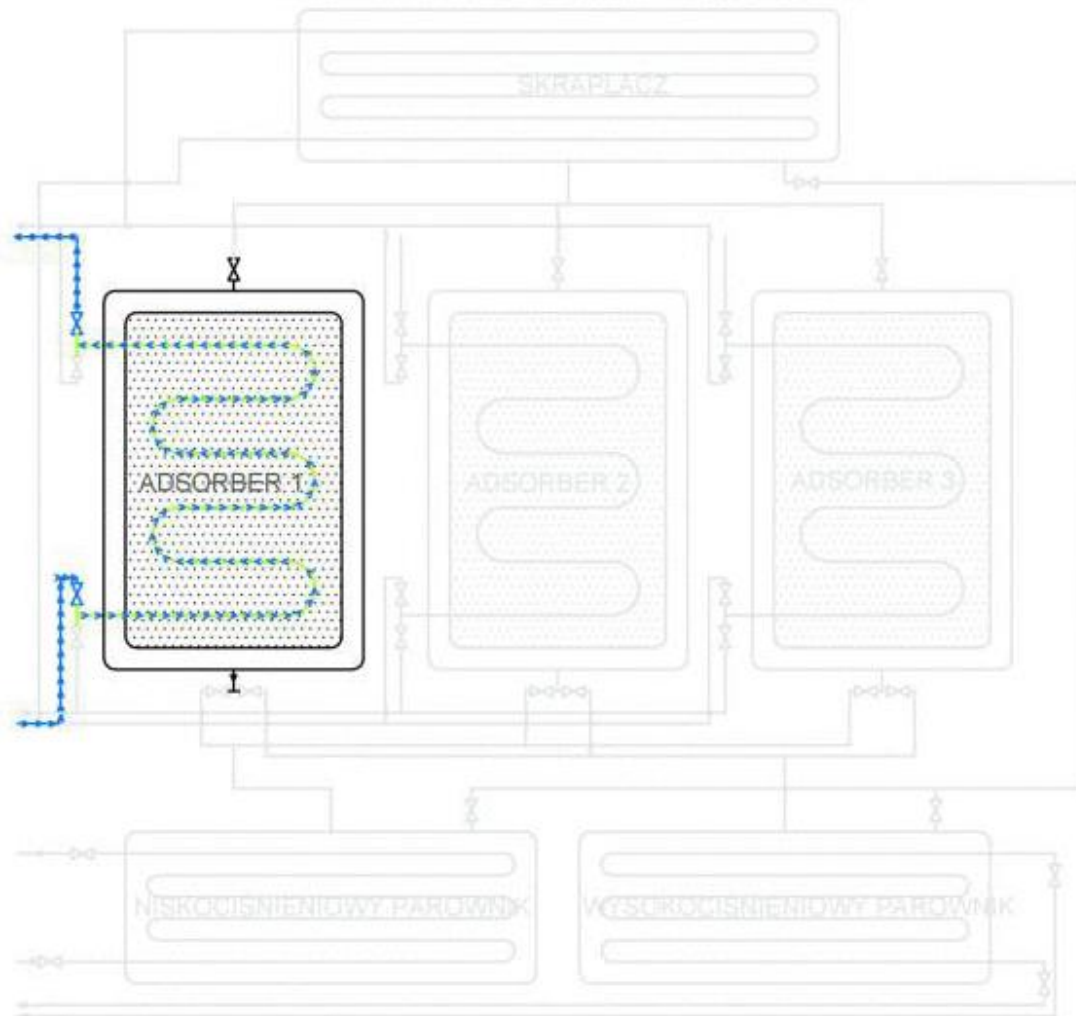 SKRAPLACZ
ADSORBER 1
ADSORBER 2
ADSORBER 3
NISKOCIŚNIENIOWY PAROWNIK
WYSOKOCIŚNIENIOWY PAROWNIK